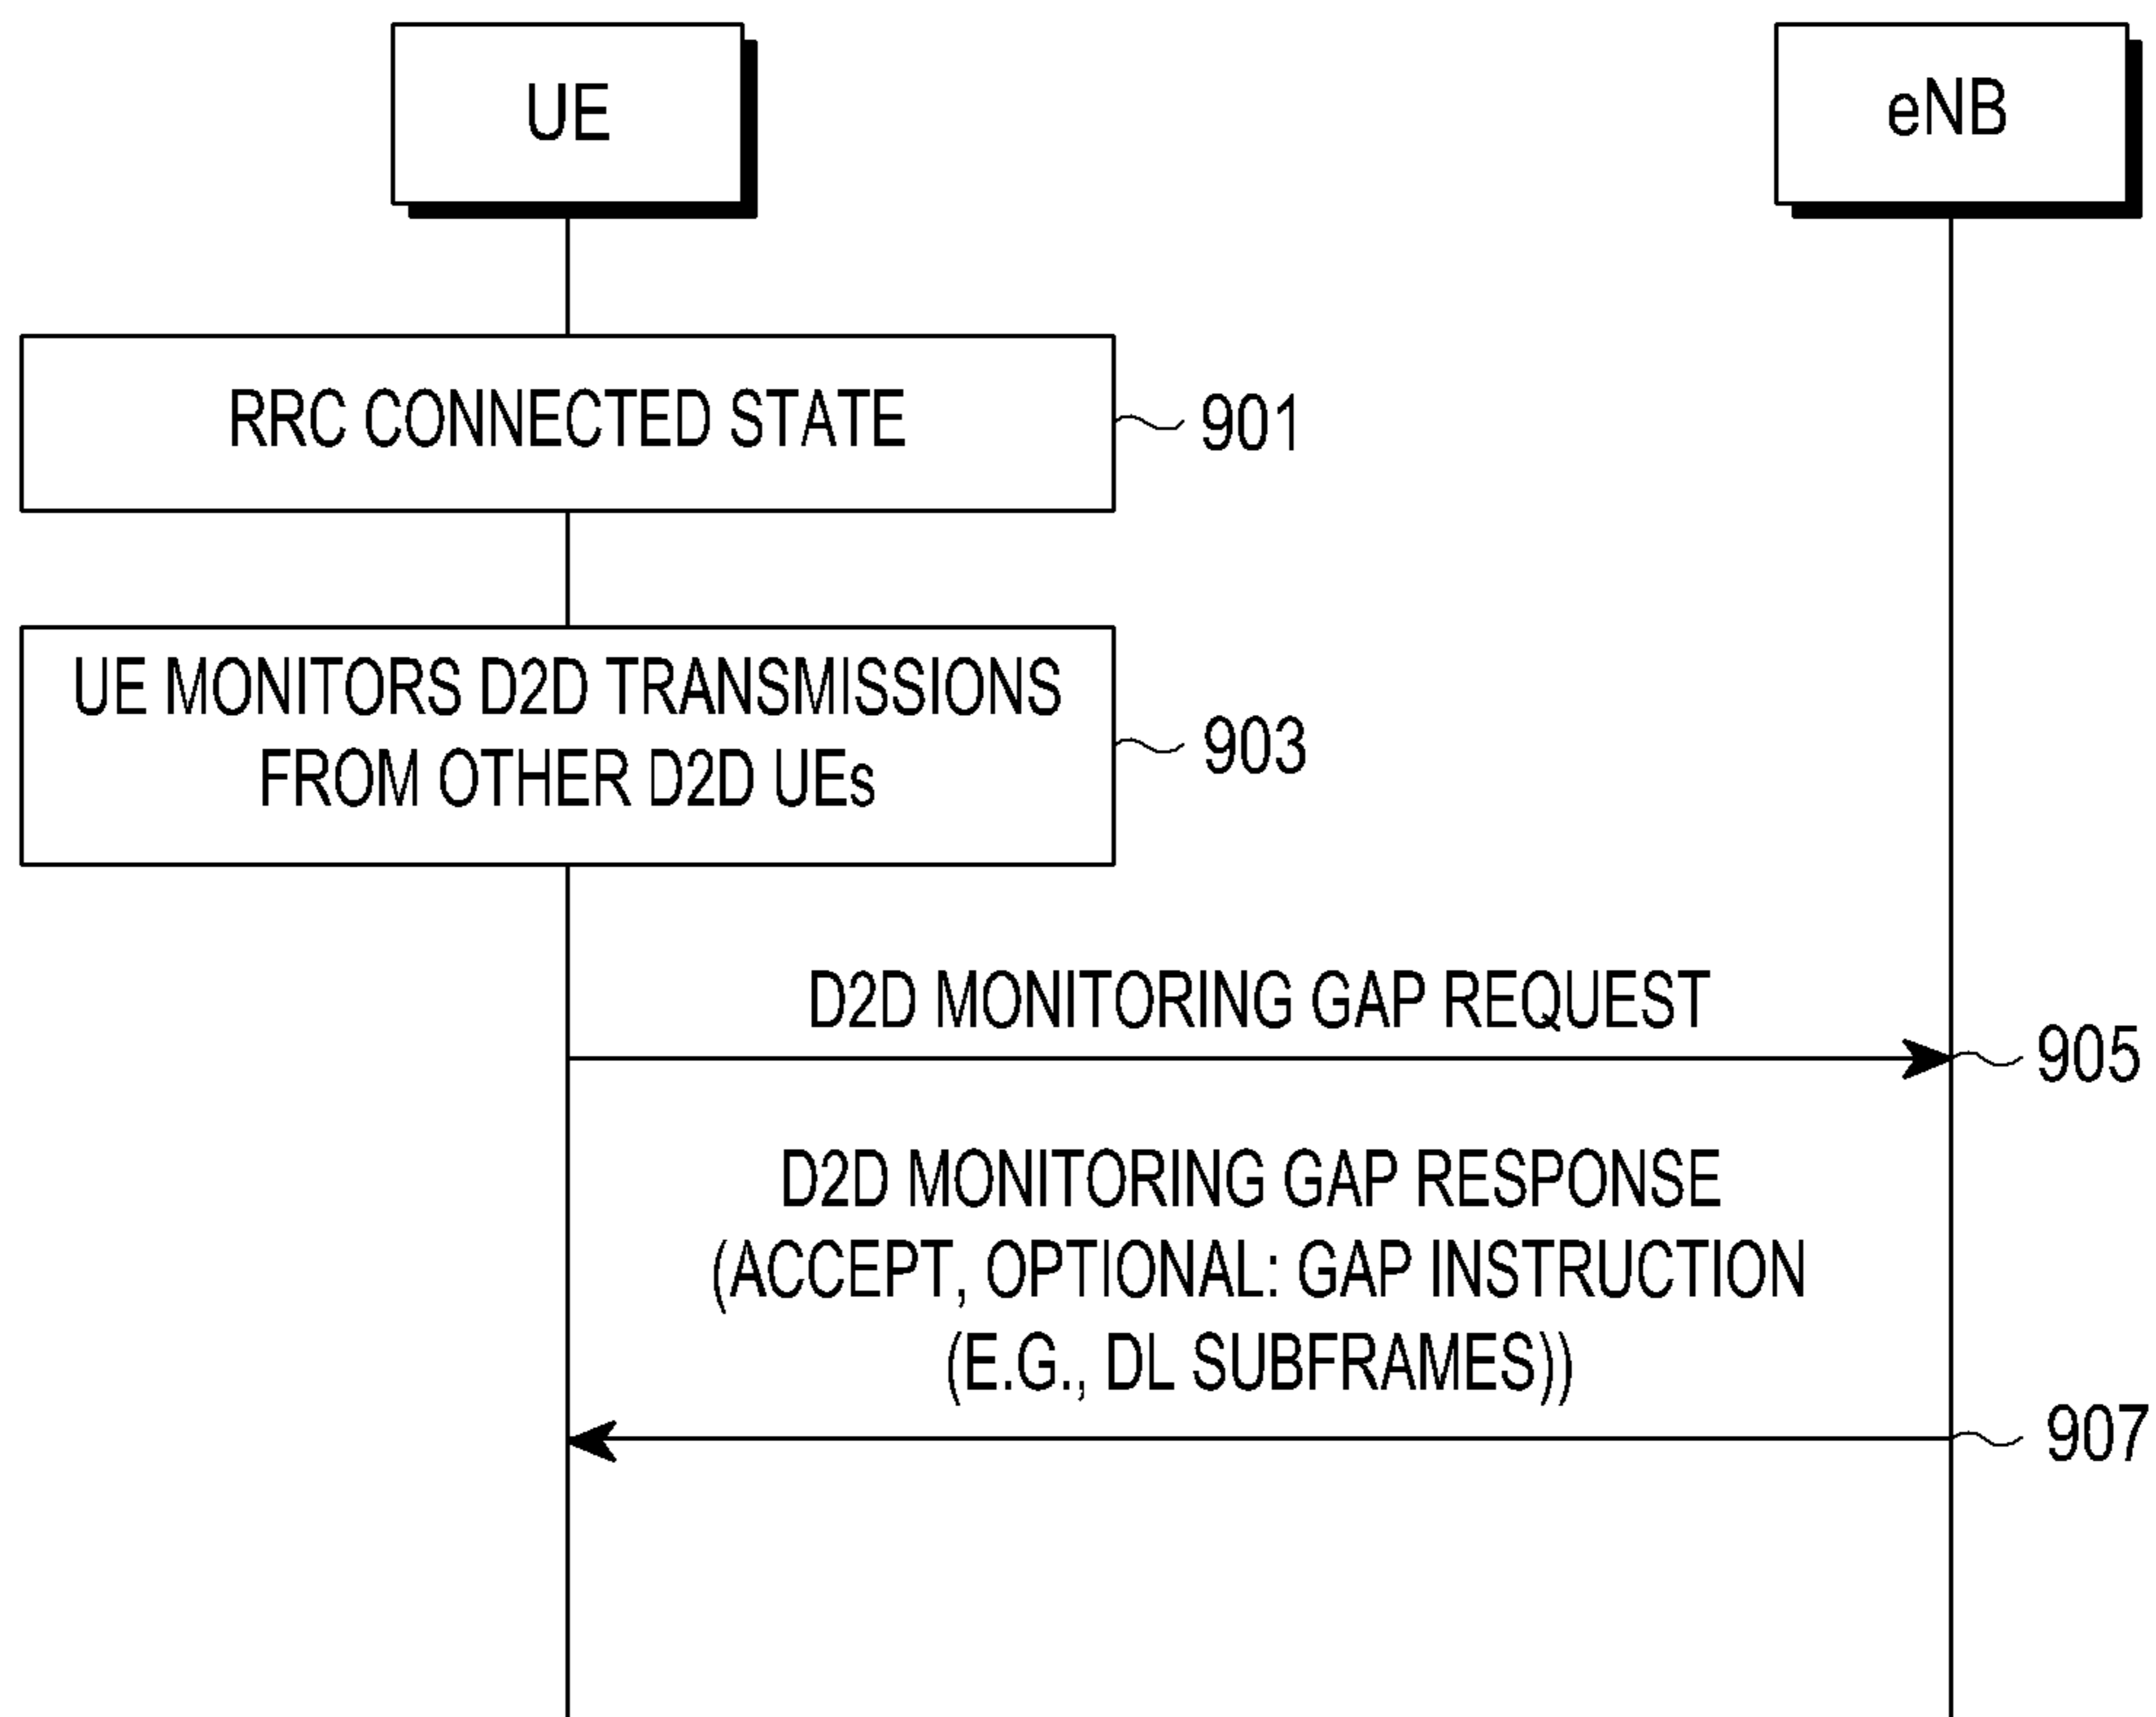 UE
eNB
RRC CONNECTED STATE
901
UE MONITORS D2D TRANSMISSIONS
FROM OTHER D2D UEs
903
D2D MONITORING GAP REQUEST
905
D2D MONITORING GAP RESPONSE
(ACCEPT, OPTIONAL: GAP INSTRUCTION
(E.G., DL SUBFRAMES))
907